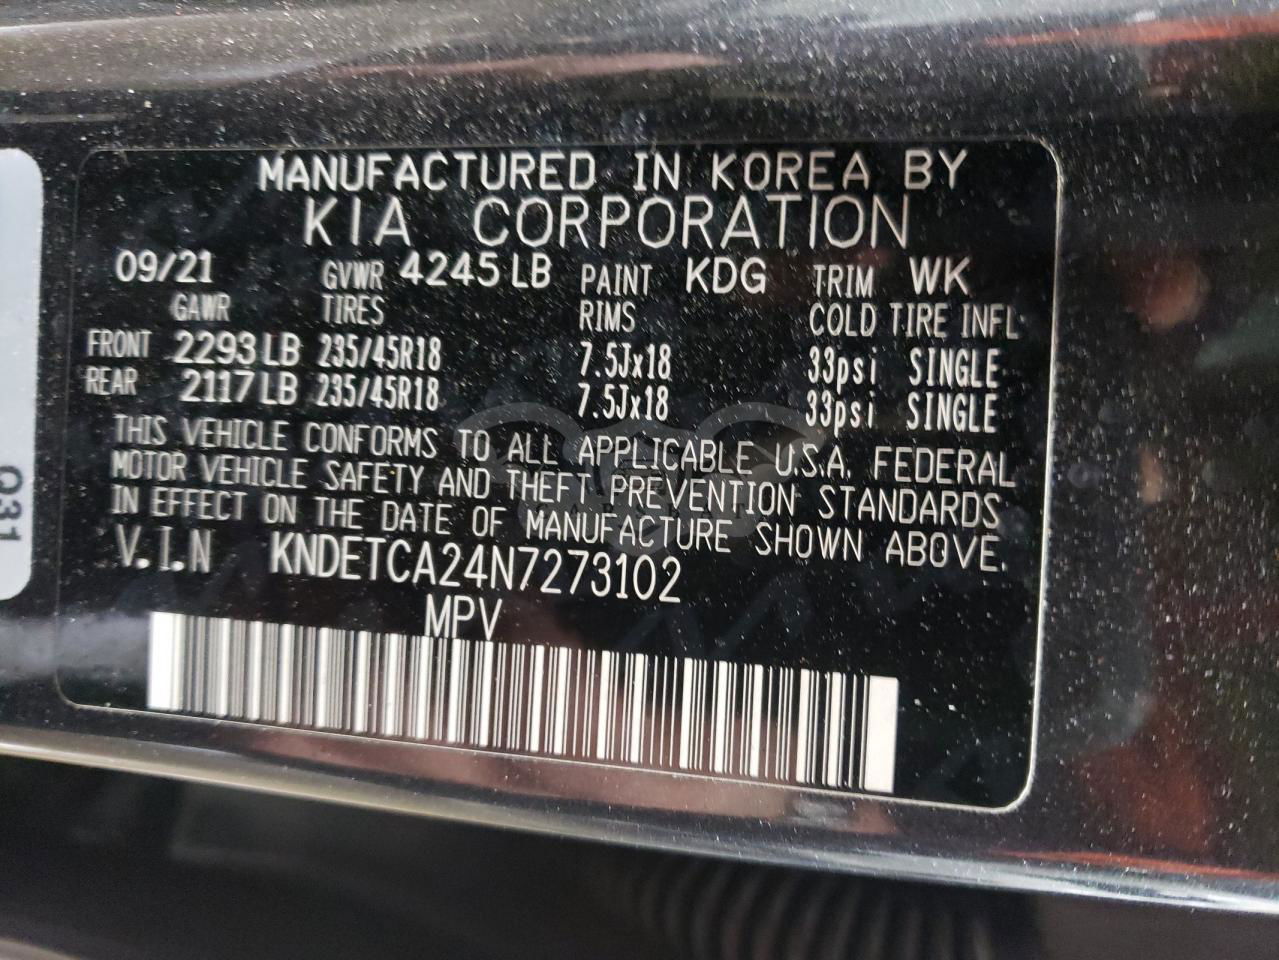 MANUFACTURED IN KOREA BY
KIA CORPORATION
09/21 GVWR 4245 LB PAINT KDG TRIM WK
GAWR TIRES RIMS COLD TIRE INFL.
FRONT 2293 LB 235/45R18 7.5Jx18 33psi SINGLE
REAR 2117 LB 235/45R18 7.5Jx18 33psi SINGLE
THIS VEHICLE CONFORMS TO ALL APPLICABLE U.S.A. FEDERAL
MOTOR VEHICLE SAFETY AND THEFT PREVENTION STANDARDS
IN EFFECT ON THE DATE OF MANUFACTURE SHOWN ABOVE.
V.I.N KNDETCA24N7273102
MPV
031